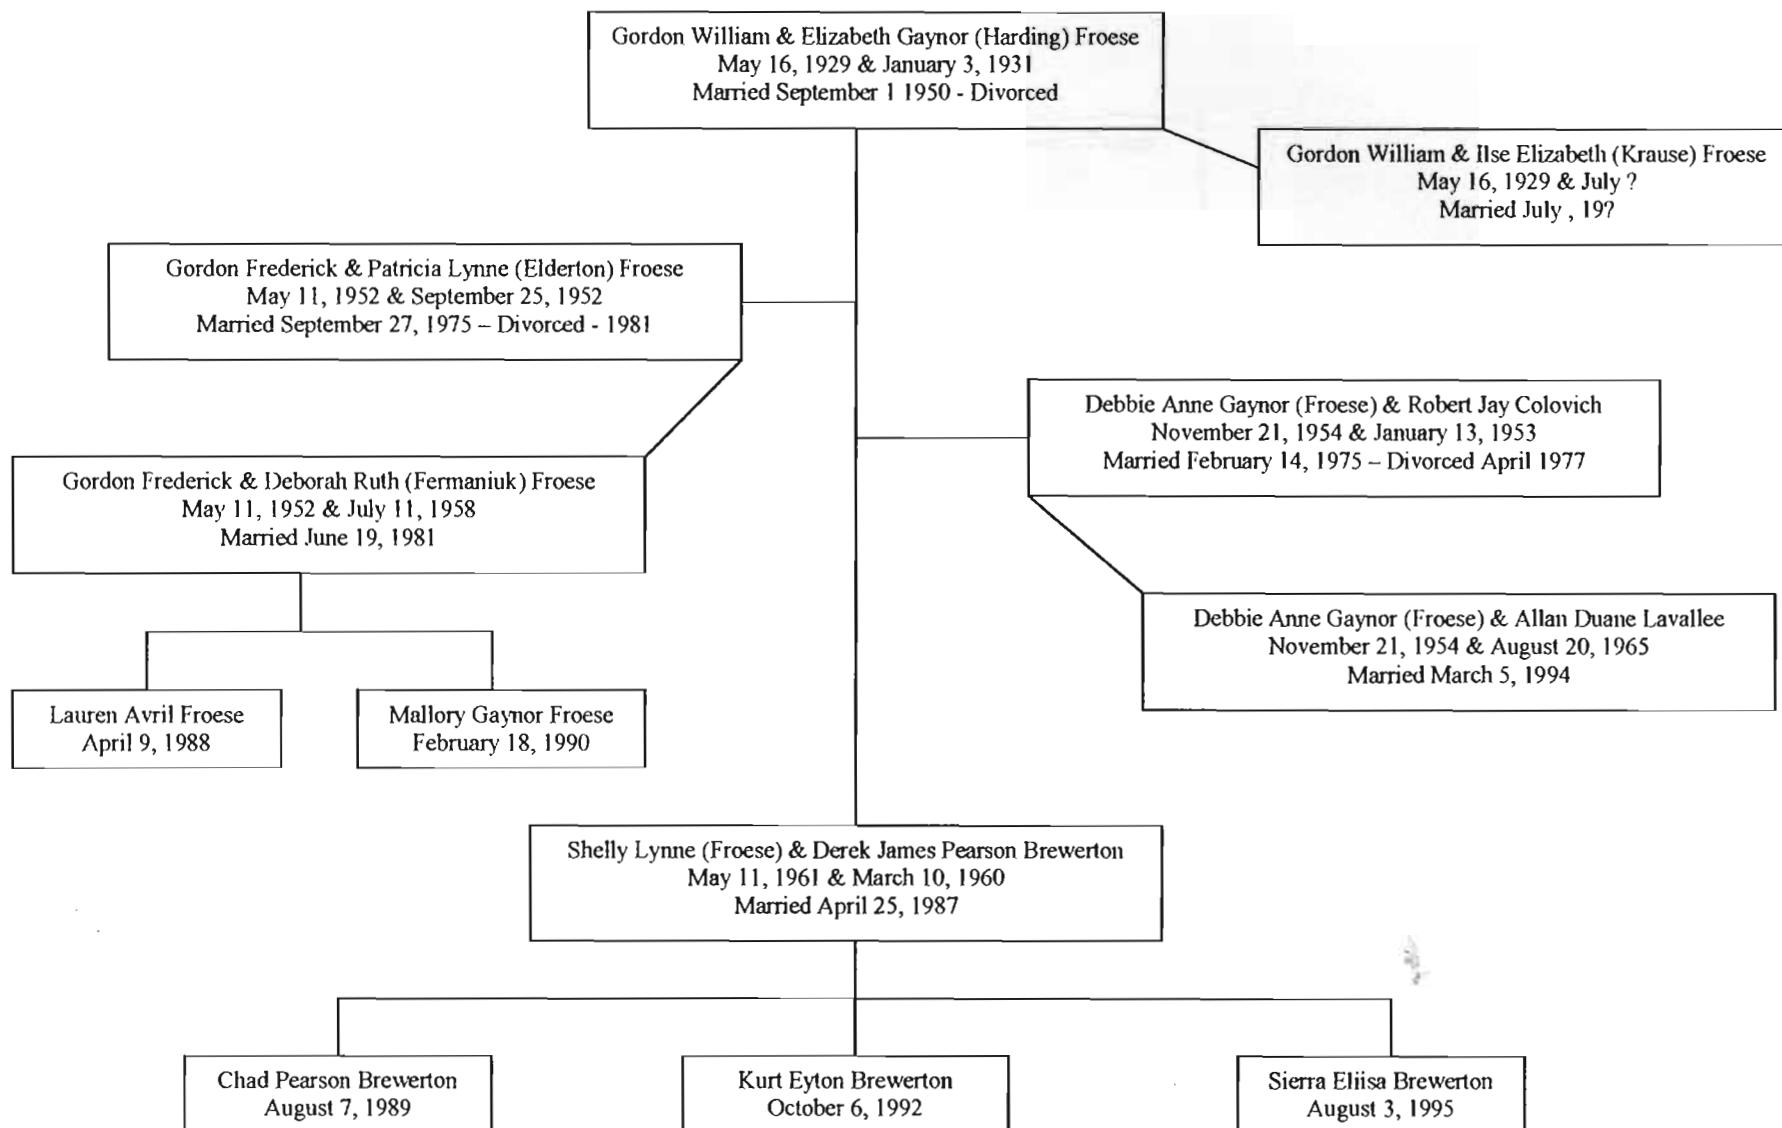 Gordon William & Elizabeth Gaynor (Harding) Froese
May 16, 1929 & January 3, 1931
Married September 1 1950 - Divorced
Gordon William & Ilse Elizabeth (Krause) Froese
May 16, 1929 & July ?
Married July , 19?
Gordon Frederick & Patricia Lynne (Elderton) Froese
May 11, 1952 & September 25, 1952
Married September 27, 1975 – Divorced - 1981
Debbie Anne Gaynor (Froese) & Robert Jay Colovich
November 21, 1954 & January 13, 1953
Married February 14, 1975 – Divorced April 1977
Gordon Frederick & Deborah Ruth (Fermaniuk) Froese
May 11, 1952 & July 11, 1958
Married June 19, 1981
Debbie Anne Gaynor (Froese) & Allan Duane Lavallee
November 21, 1954 & August 20, 1965
Married March 5, 1994
Lauren Avril Froese
April 9, 1988
Mallory Gaynor Froese
February 18, 1990
Shelly Lynne (Froese) & Derek James Pearson Brewerton
May 11, 1961 & March 10, 1960
Married April 25, 1987
Chad Pearson Brewerton
August 7, 1989
Kurt Eyton Brewerton
October 6, 1992
Sierra Eliisa Brewerton
August 3, 1995